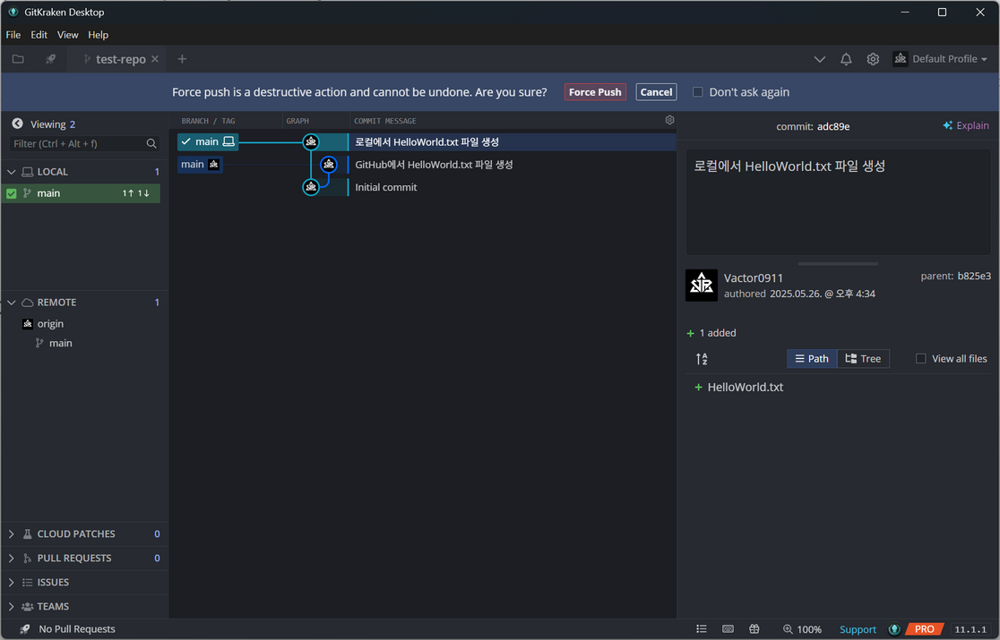 GitKraken Desktop
File Edit View Help
test-repo
Default Profile
Force push is a destructive action and cannot be undone. Are you sure? Force Push Cancel Don't ask again
Viewing 2
Filter (Ctrl + Alt + f)
LOCAL 1
main 1↑ 1↓
REMOTE 1
origin
main
CLOUD PATCHES 0
PULL REQUESTS 0
ISSUES
TEAMS
BRANCH / TAG GRAPH COMMIT MESSAGE
main 로컬에서 HelloWorld.txt 파일 생성
main GitHub에서 HelloWorld.txt 파일 생성
Initial commit
commit: adc89e Explain
로컬에서 HelloWorld.txt 파일 생성
Vactor0911 parent: b825e3
authored 2025.05.26. @ 오후 4:34
+ 1 added
A Z Path Tree View all files
+ HelloWorld.txt
No Pull Requests 100% Support PRO 11.1.1